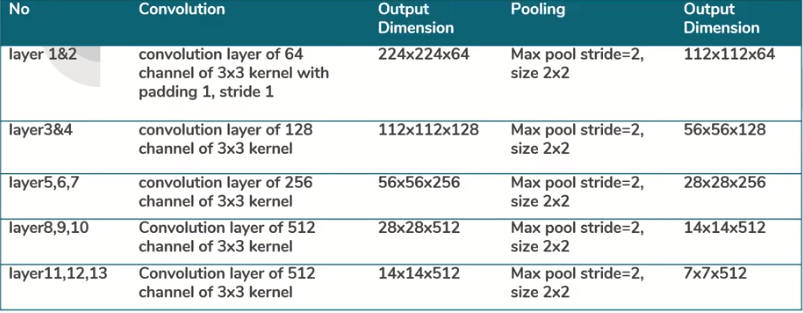 No Convolution Output Dimension Pooling Output Dimension
layer 1&2 convolution layer of 64 channel of 3x3 kernel with padding 1, stride 1 224x224x64 Max pool stride=2, size 2x2 112x112x64
layer3&4 convolution layer of 128 channel of 3x3 kernel 112x112x128 Max pool stride=2, size 2x2 56x56x128
layer5,6,7 convolution layer of 256 channel of 3x3 kernel 56x56x256 Max pool stride=2, size 2x2 28x28x256
layer8,9,10 Convolution layer of 512 channel of 3x3 kernel 28x28x512 Max pool stride=2, size 2x2 14x14x512
layer11,12,13 Convolution layer of 512 channel of 3x3 kernel 14x14x512 Max pool stride=2, size 2x2 7x7x512